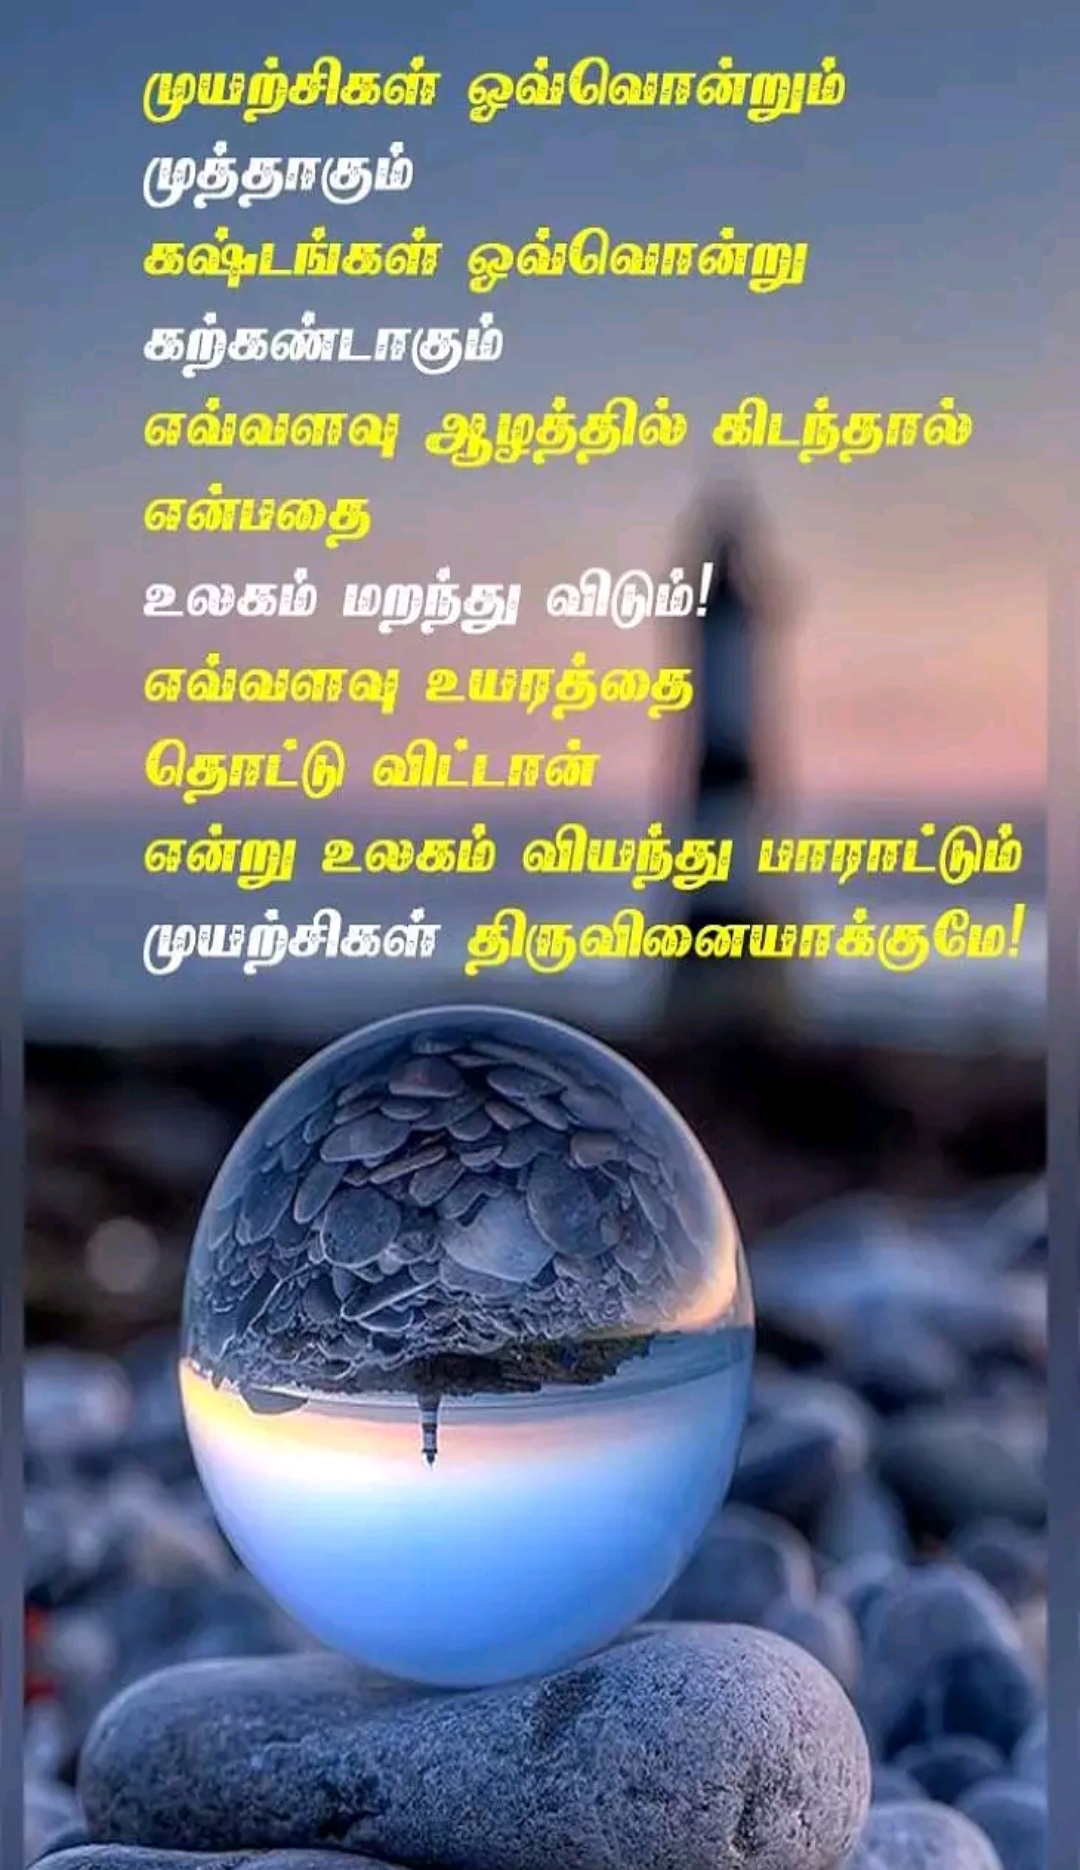 முயற்சிகள் ஒவ்வொன்றும்
முத்தாகும்
கஷ்டங்கள் ஒவ்வொன்று
கற்கண்டாகும்
எவ்வளவு ஆழத்தில் கிடந்தால்
என்பதை
உலகம் மறந்து விடும்!
எவ்வளவு உயரத்தை
தொட்டு விட்டான்
என்று உலகம் வியந்து பாராட்டும்
முயற்சிகள் திருவினையாக்குமே!